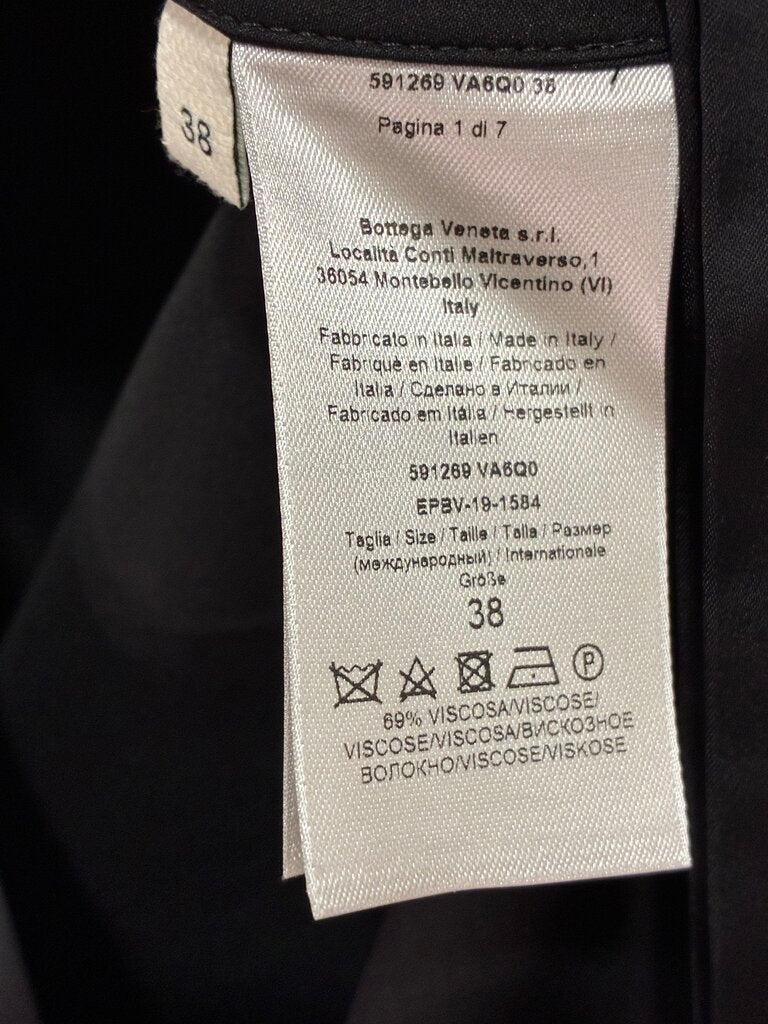 38
591269 VA6Q0 38
Pagina 1 di 7
Bottega Veneta s.r.l.
Località Conti Maltraverso,1
36054 Montebello Vicentino (VI)
Italy
Fabbricato in Italia / Made in Italy /
Fabriqué en Italie / Fabricado en
Italia / Сделано в Италии /
Fabricado em Itália / Hergestellt in
Italien
591269 VA6Q0
EPBV-19-1584
Taglia / Size / Taille / Talla / Размер
(международный) / Internationale
Größe
38
P
69% VISCOSA/VISCOSE/
VISCOSE/VISCOSA/ВИСКОЗНОЕ
ВОЛОКНО/VISCOSE/VISKOSE